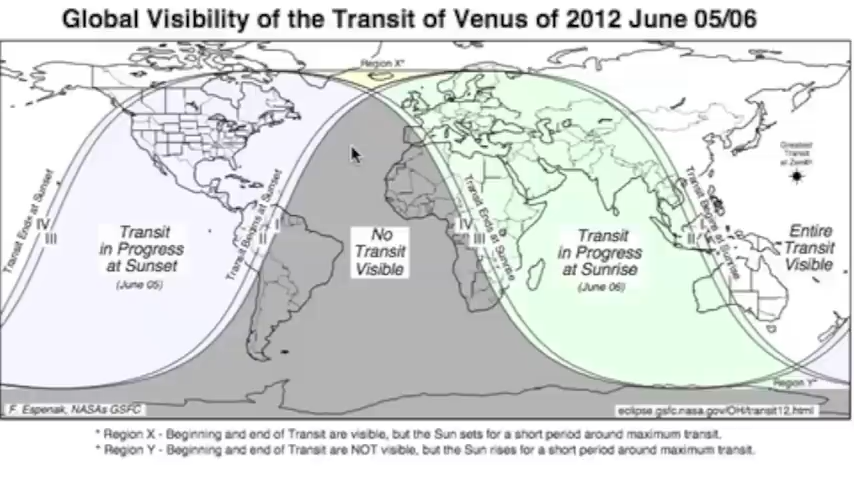 Global Visibility of the Transit of Venus of 2012 June 05/06
Region X*
Greatest
Transit
at Zenith
Transit Ends at Sunset
IV
III
Transit
in Progress
at Sunset
(June 05)
Transit Begins at Sunset
I
II
No
Transit
Visible
Transit Ends at Sunrise
IV
III
Transit
in Progress
at Sunrise
(June 06)
Transit Begins at Sunrise
II
Entire
Transit
Visible
Region Y*
F. Espenak, NASAs GSFC
eclipse.gsfc.nasa.gov/OH/transit12.html
* Region X - Beginning and end of Transit are visible, but the Sun sets for a short period around maximum transit.
* Region Y - Beginning and end of Transit are NOT visible, but the Sun rises for a short period around maximum transit.